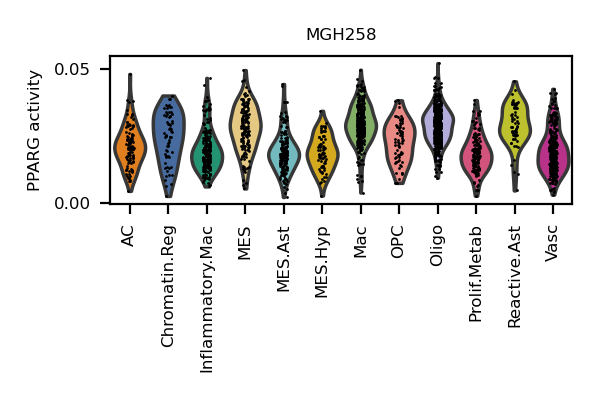 MGH258
PPARG activity
0.05
0.00
AC
Chromatin.Reg
Inflammatory.Mac
MES
MES.Ast
MES.Hyp
Mac
OPC
Oligo
Prolif.Metab
Reactive.Ast
Vasc